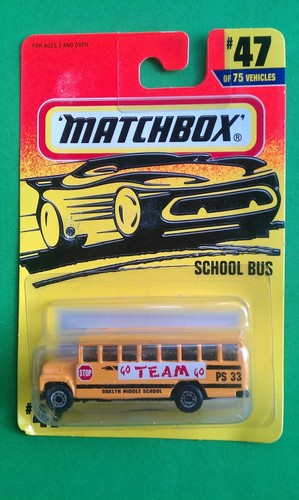 FOR AGES 3 AND OVER
#47
OF 75 VEHICLES
'MATCHBOX'®
SCHOOL BUS
STOP
GO TEAM GO
PS 33
OAKLYN MIDDLE SCHOOL
#